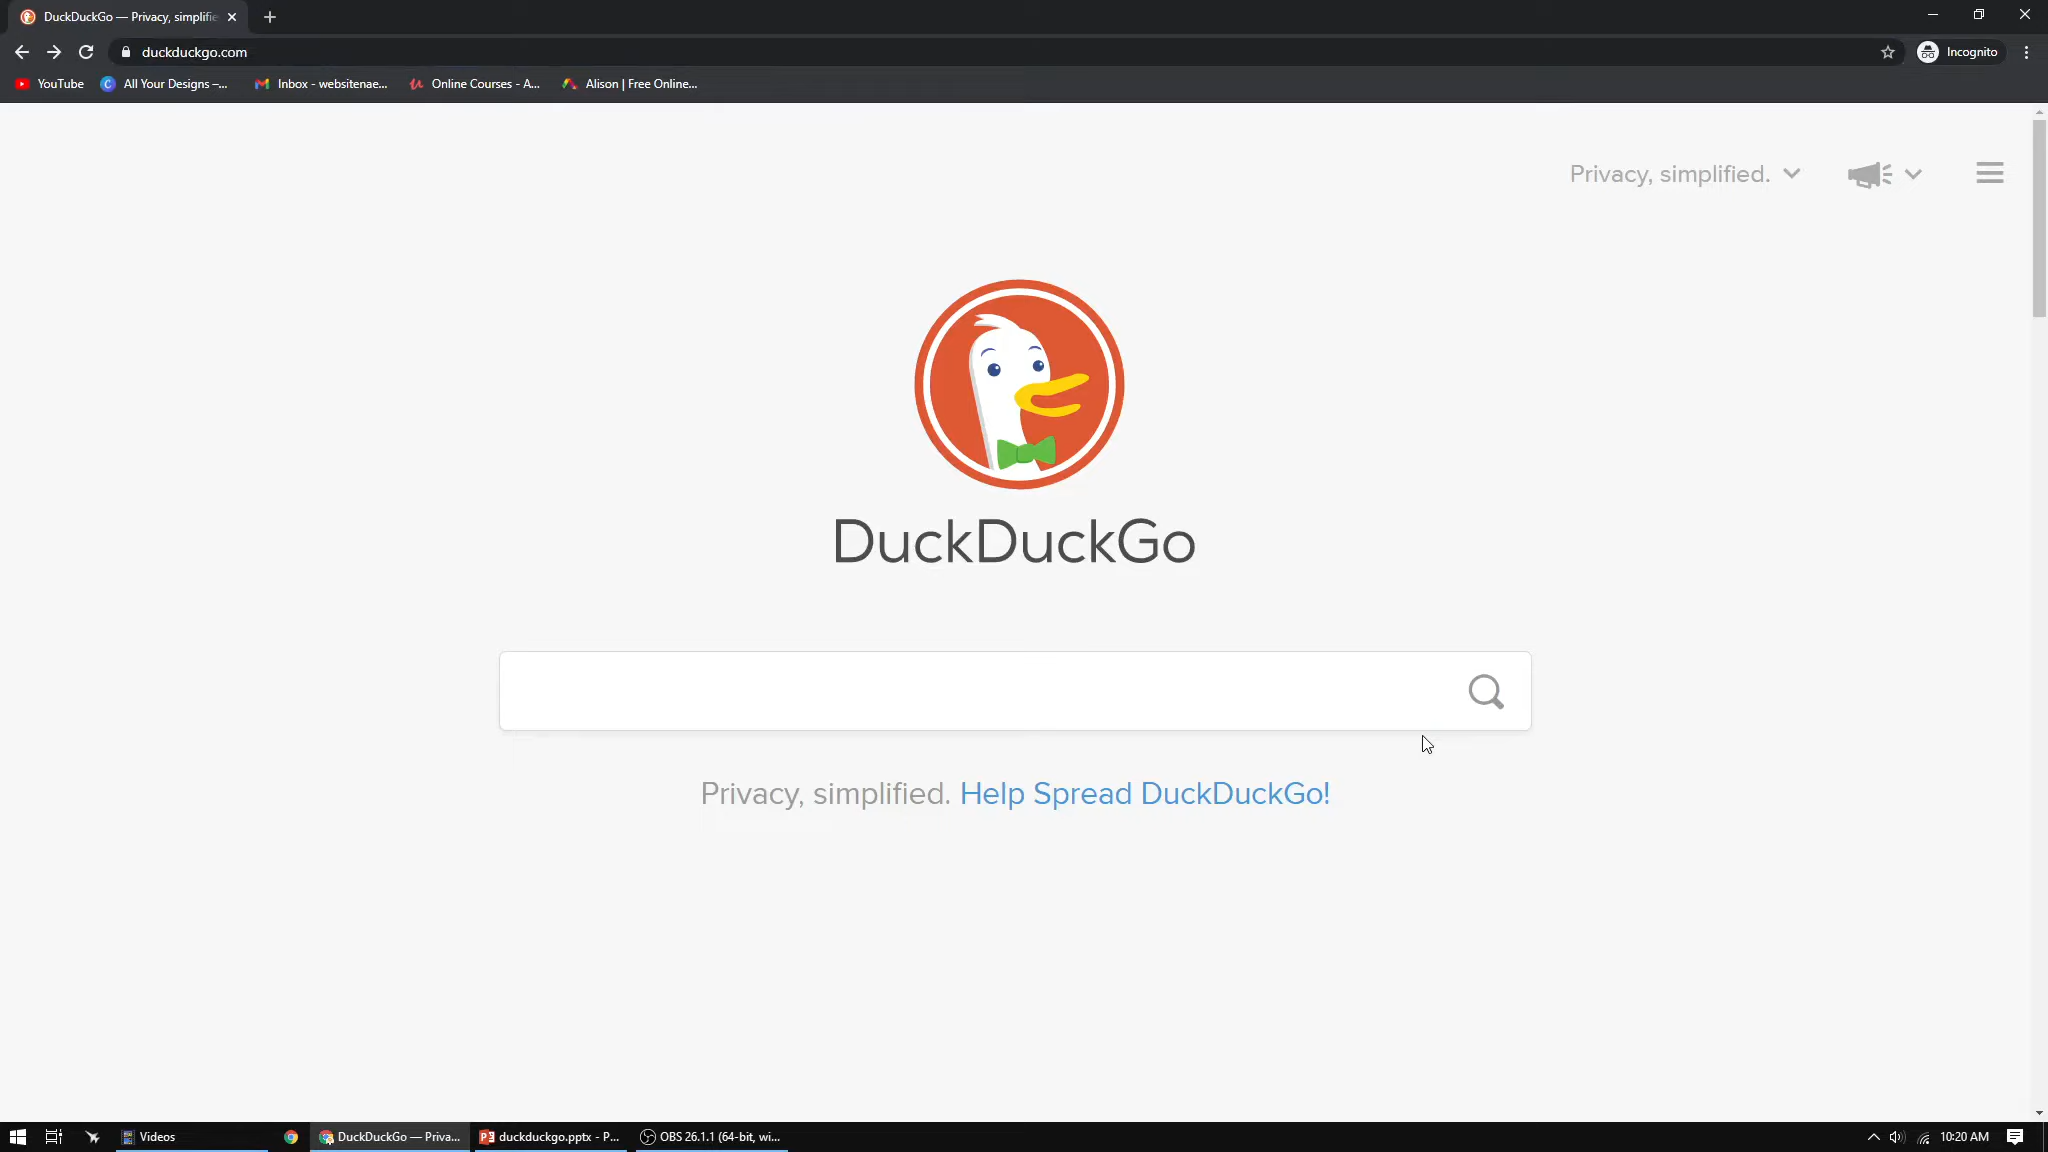 DuckDuckGo — Privacy, simplifie
duckduckgo.com
Incognito
YouTube
All Your Designs –...
Inbox - websitenae...
Online Courses - A...
Alison | Free Online...
Privacy, simplified.
DuckDuckGo
Privacy, simplified. Help Spread DuckDuckGo!
Videos
DuckDuckGo — Priva...
duckduckgo.pptx - P...
OBS 26.1.1 (64-bit, wi...
10:20 AM